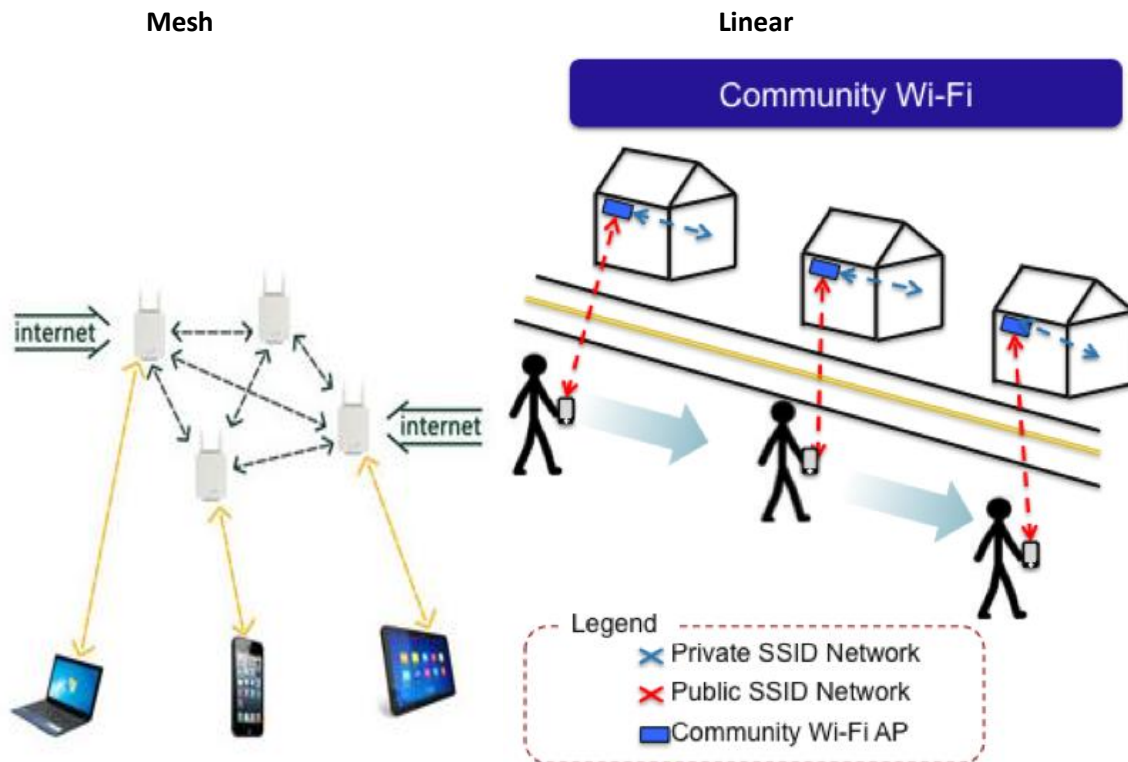 Mesh
Linear
Community Wi-Fi
internet
internet
Legend
Private SSID Network
Public SSID Network
Community Wi-Fi AP